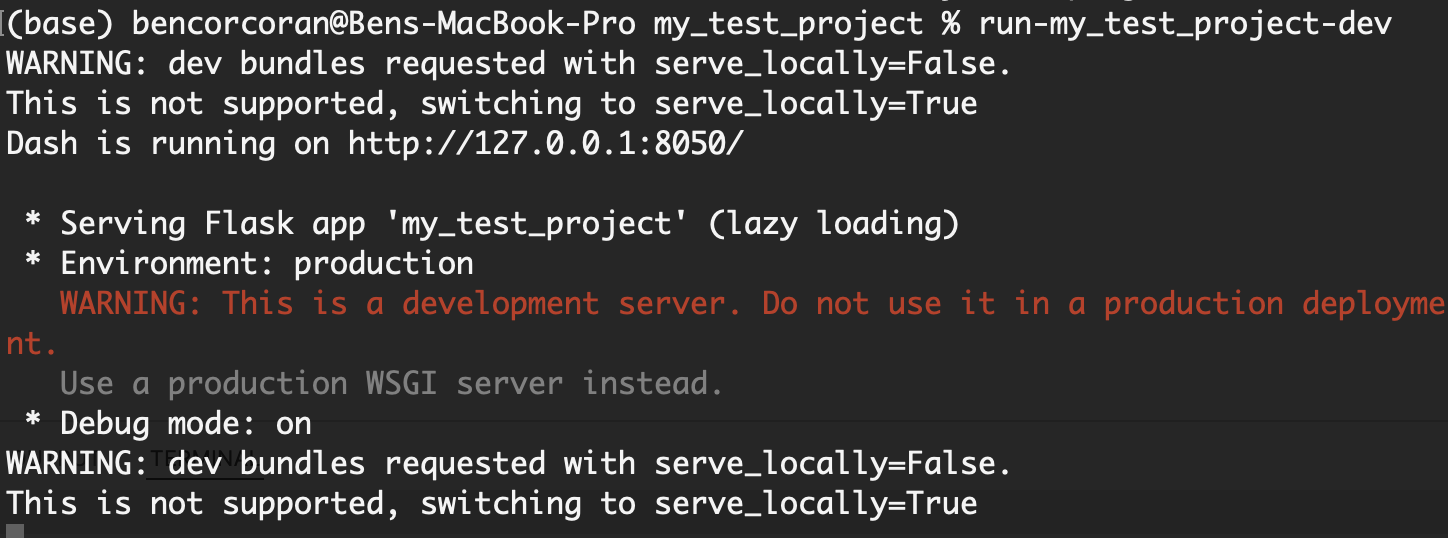 (base) bencorcoran@Bens-MacBook-Pro my_test_project % run-my_test_project-dev
WARNING: dev bundles requested with serve_locally=False.
This is not supported, switching to serve_locally=True
Dash is running on http://127.0.0.1:8050/
 * Serving Flask app 'my_test_project' (lazy loading)
 * Environment: production
   WARNING: This is a development server. Do not use it in a production deployme
nt.
   Use a production WSGI server instead.
 * Debug mode: on
TERMINAL
WARNING: dev bundles requested with serve_locally=False.
This is not supported, switching to serve_locally=True